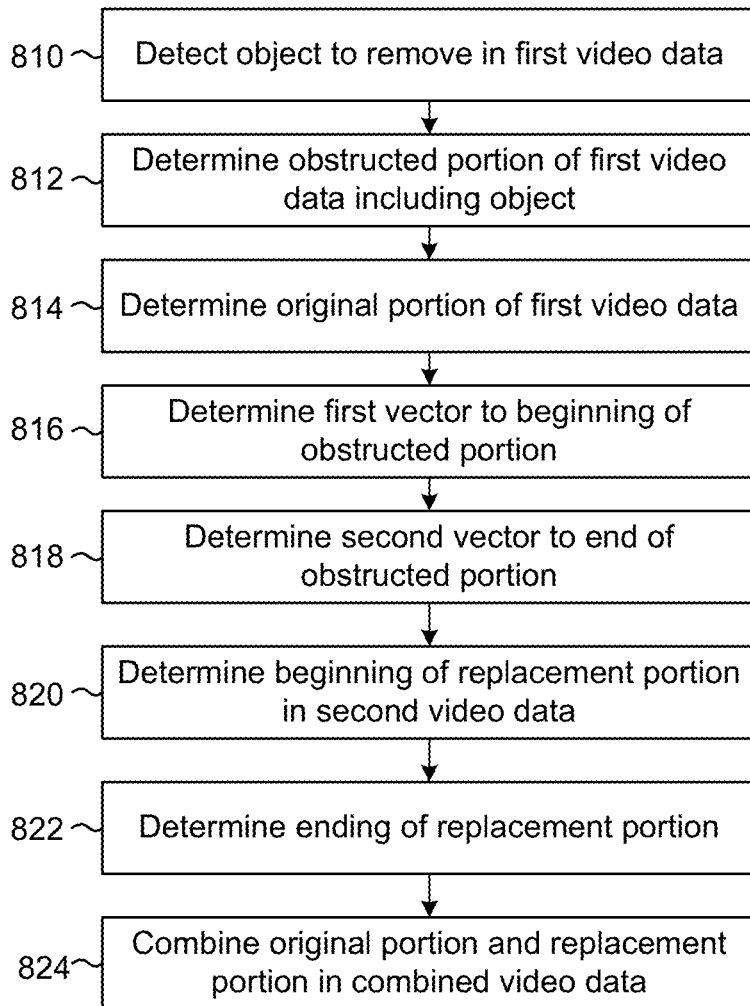 810 Detect object to remove in first video data
812 Determine obstructed portion of first video
data including object
814 Determine original portion of first video data
816 Determine first vector to beginning of
obstructed portion
818 Determine second vector to end of
obstructed portion
820 Determine beginning of replacement portion
in second video data
822 Determine ending of replacement portion
824 Combine original portion and replacement
portion in combined video data